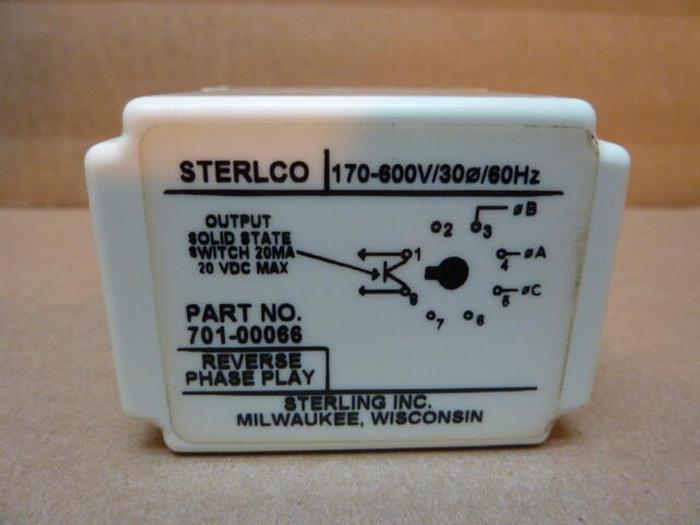 STERLCO
170-600V/30ø/60Hz
OUTPUT
SOLID STATE
SWITCH 20MA
20 VDC MAX
1
2
3
øB
4
øA
5
øC
6
7
8
PART NO.
701-00066
REVERSE
PHASE PLAY
STERLING INC.
MILWAUKEE, WISCONSIN